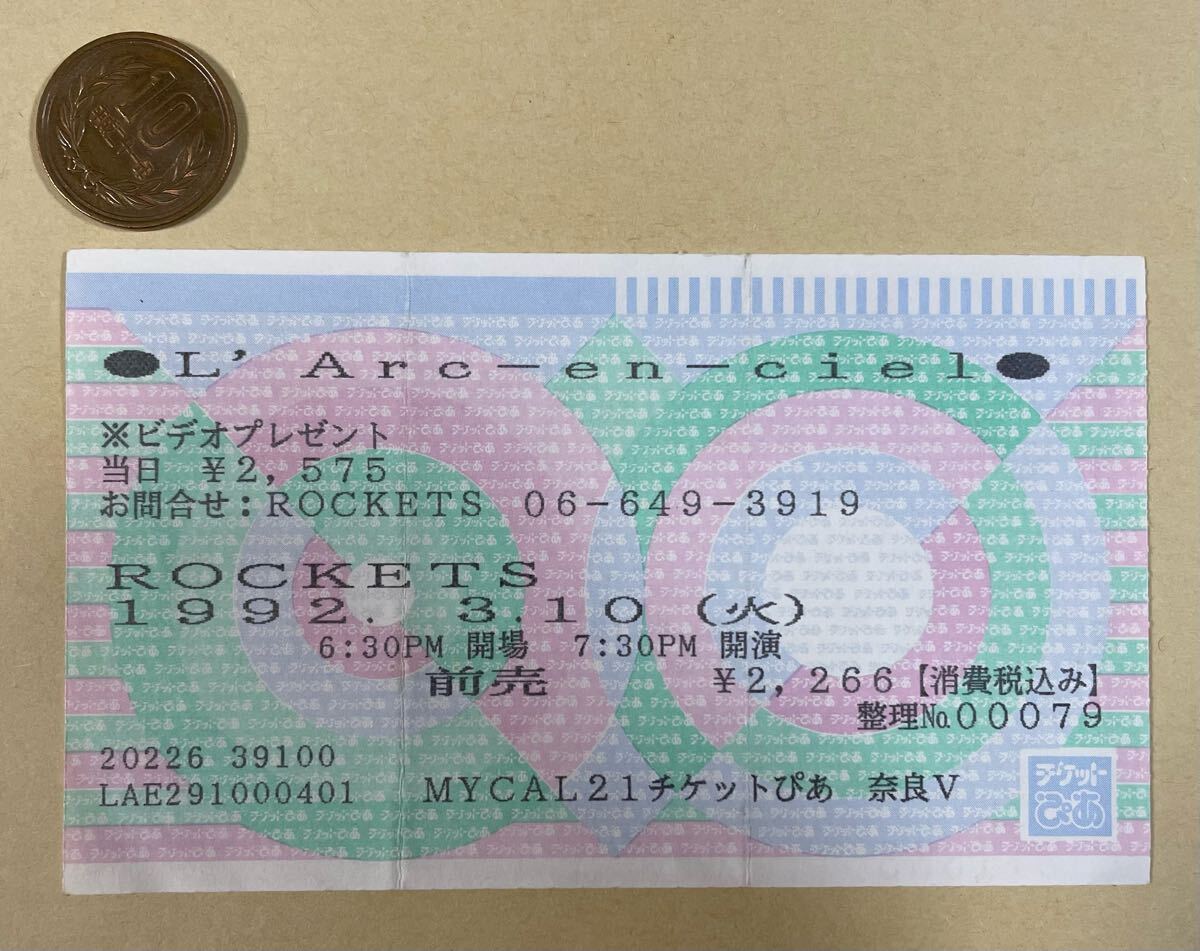 10
●L' Arc－en－ciel●
※ビデオプレゼント
当日 ￥2，575
お問合せ：ROCKETS 06－649－3919
ROCKETS
1992． 3．10（火）
6:30PM 開場 7:30PM 開演
前売 ￥2，266【消費税込み】
整理№00079
20226 39100
LAE291000401 MYCAL21チケットぴあ 奈良V
チケット
ぴあ